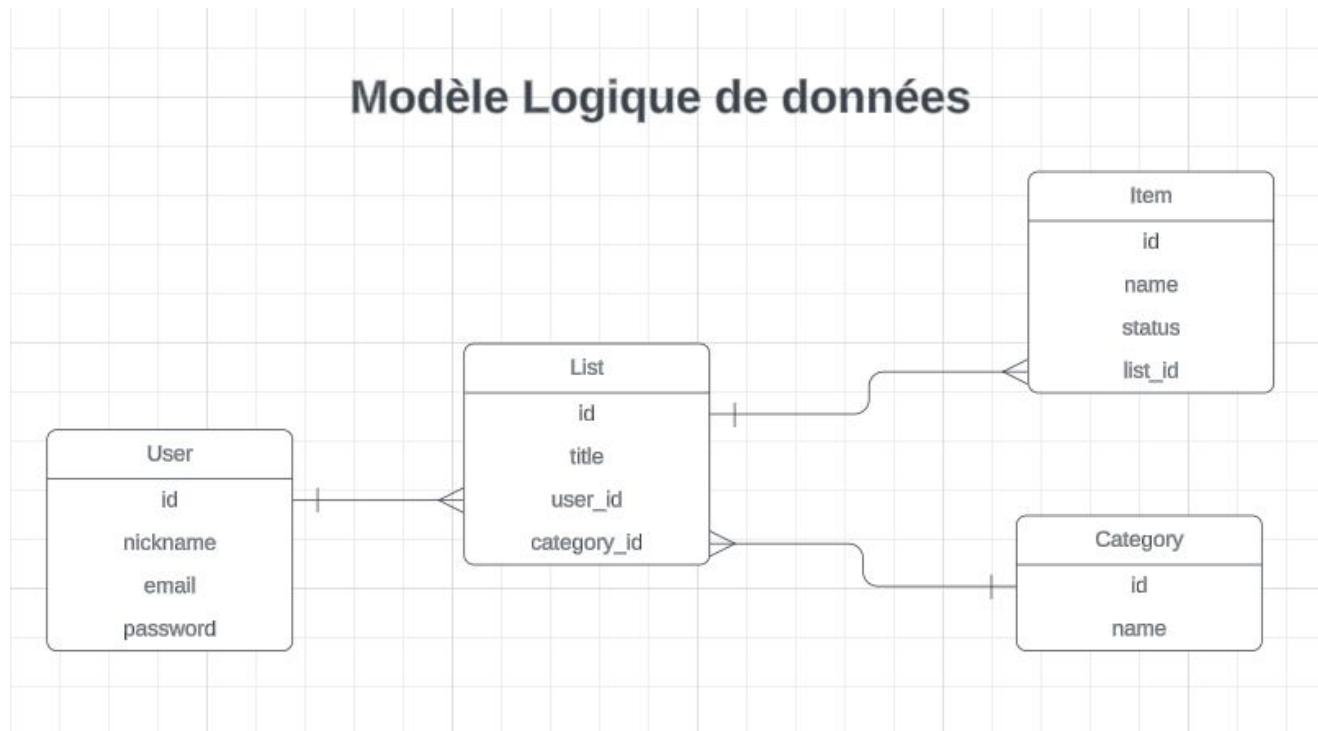 Modèle Logique de données
User
id
nickname
email
password
List
id
title
user_id
category_id
Item
id
name
status
list_id
Category
id
name